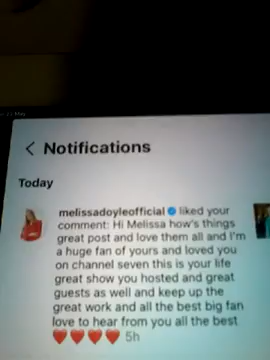 < Notifications
Today
melissadoyleofficial liked your
comment: Hi Melissa how's things
great post and love them all and I'm
a huge fan of yours and loved you
on channel seven this is your life
great show you hosted and great
guests as well and keep up the
great work and all the best big fan
love to hear from you all the best
❤️❤️❤️❤️ 5h